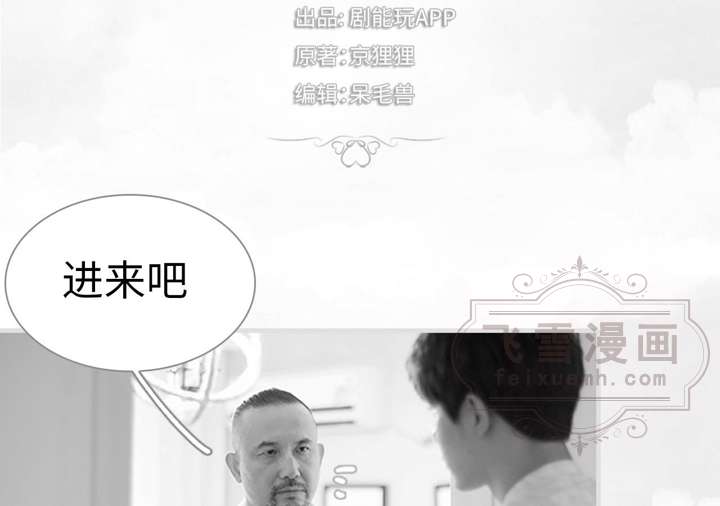 出品: 剧能玩APP
原著: 京狸狸
编辑: 呆毛兽
进来吧
飞雪漫画
feixuemh.com